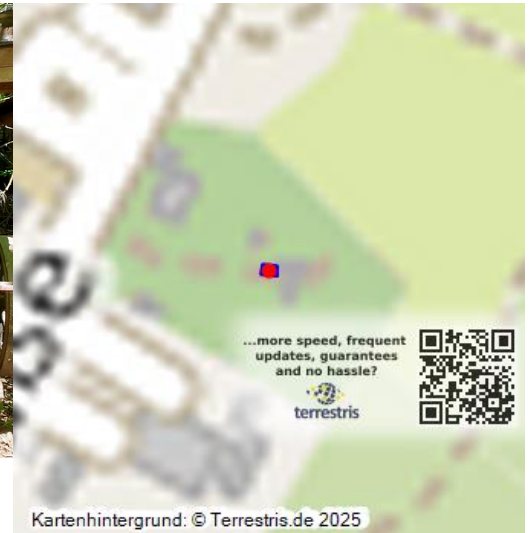 ...more speed, frequent
updates, guarantees
and no hassle?
terrestris
Kartenhintergrund: © Terrestris.de 2025